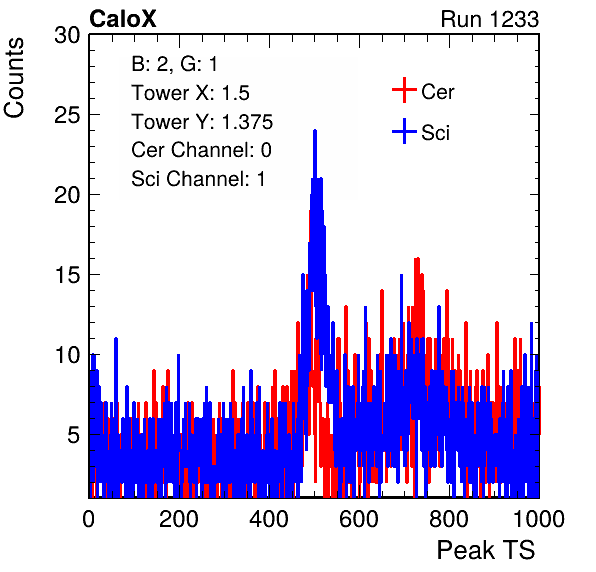 CaloX Run 1233
Counts
30
25
20
15
10
5
B: 2, G: 1
Tower X: 1.5
Tower Y: 1.375
Cer Channel: 0
Sci Channel: 1
Cer
Sci
0 200 400 600 800 1000
Peak TS